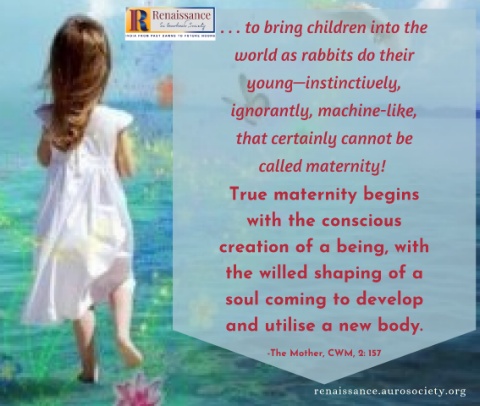 Renaissance
. . . to bring children into the
world as rabbits do their
young—instinctively,
ignorantly, machine-like,
that certainly cannot be
called maternity!
True maternity begins
with the conscious
creation of a being, with
the willed shaping of a
soul coming to develop
and utilise a new body.
-The Mother, CWM, 2: 157
renaissance.aurosociety.org